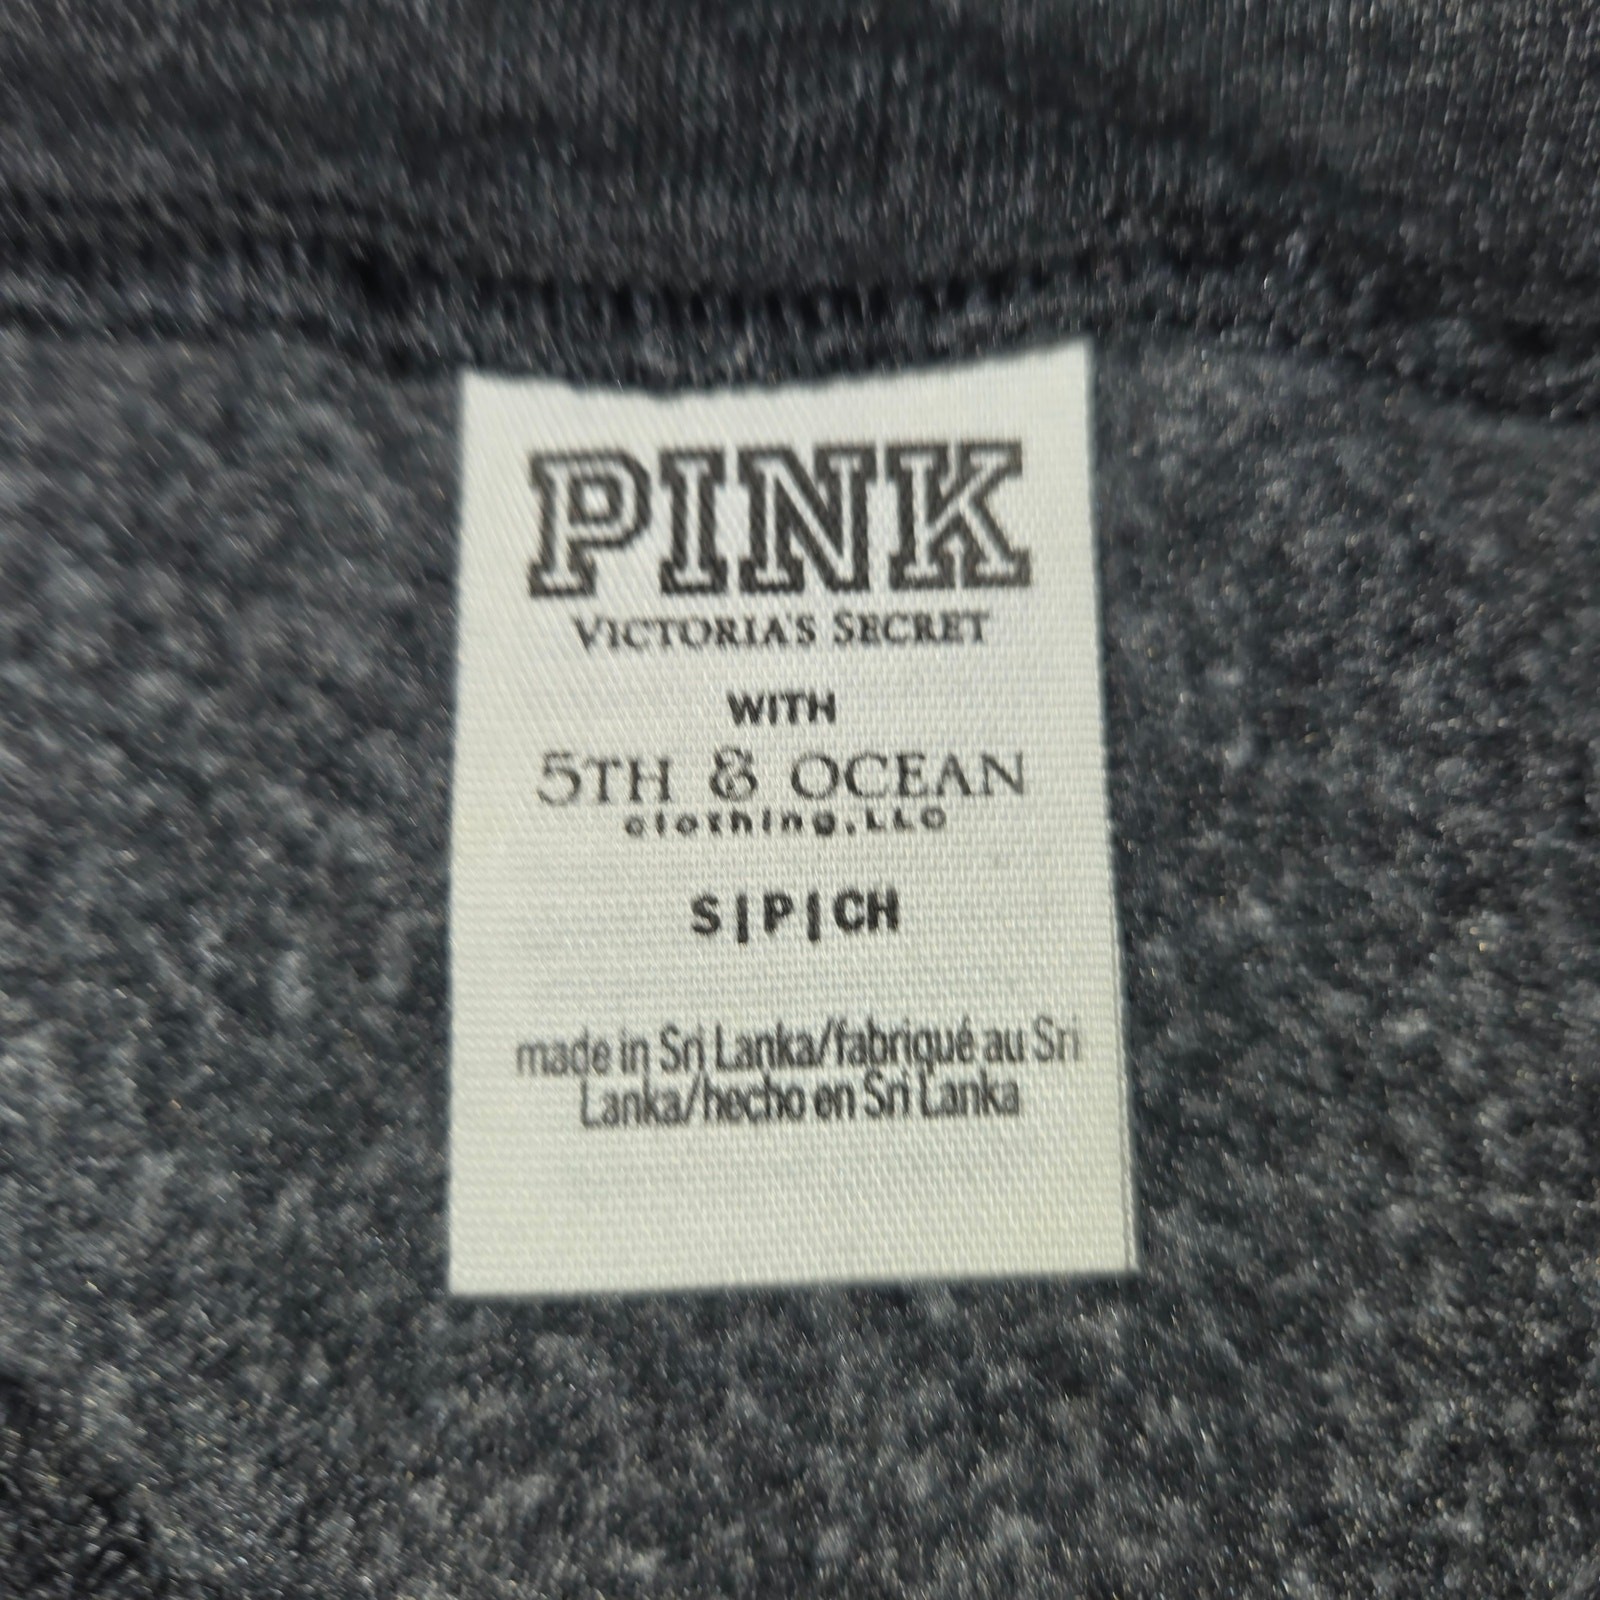 PINK
VICTORIA'S SECRET
WITH
5TH & OCEAN
clothing, LLC
S|P|CH
made in Sri Lanka/fabriqué au Sri
Lanka/hecho en Sri Lanka